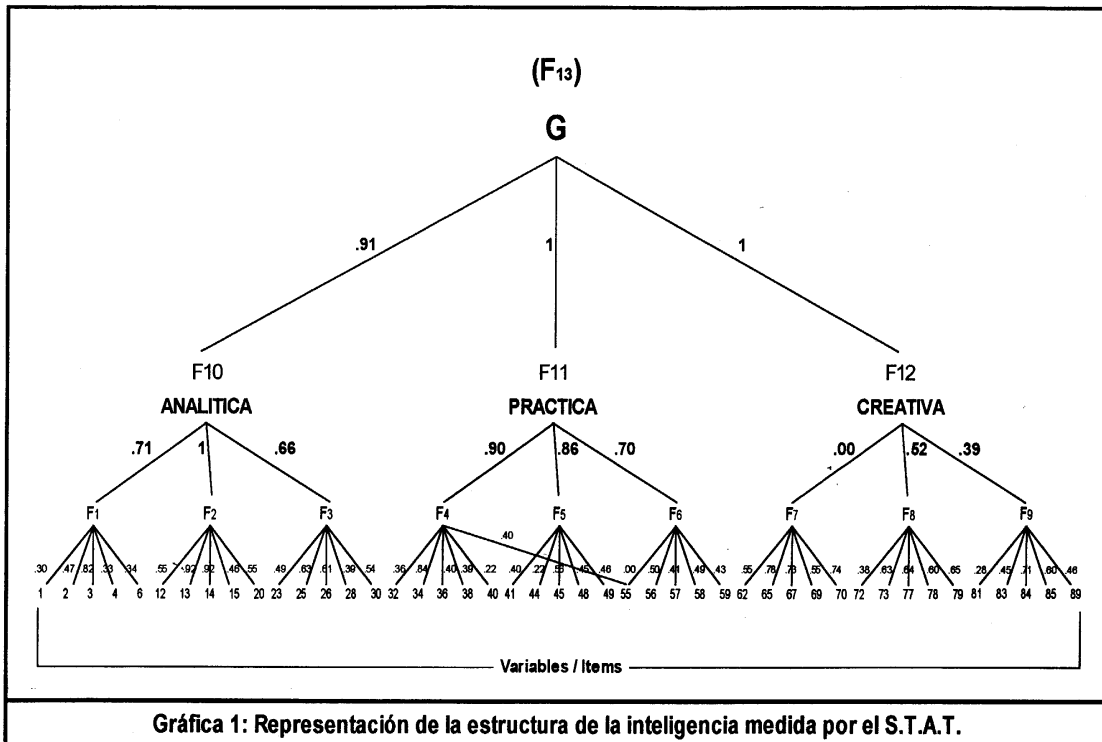 (F13)
G
.91 1 1
F10 F11 F12
ANALITICA PRACTICA CREATIVA
.71 1 .66 .90 .86 .70 .00 .52 .39
F1 F2 F3 F4 F5 F6 F7 F8 F9
.40
.30 .47 .82 .33 .34 .55 .92 .92 .46 .55 .49 .63 .61 .39 .54 .36 .64 .40 .39 .22 .40 .22 .45 .46 .00 .50 .49 .43 .55 .78 .73 .55 .74 .38 .63 .64 .60 .65 .28 .45 .71 .60 .46
1 2 3 4 6 12 13 14 15 20 23 25 26 28 30 32 34 36 38 40 41 44 45 48 49 55 56 57 58 59 62 65 67 69 70 72 73 77 78 79 81 83 84 85 89
Variables / Items
Gráfica 1: Representación de la estructura de la inteligencia medida por el S.T.A.T.